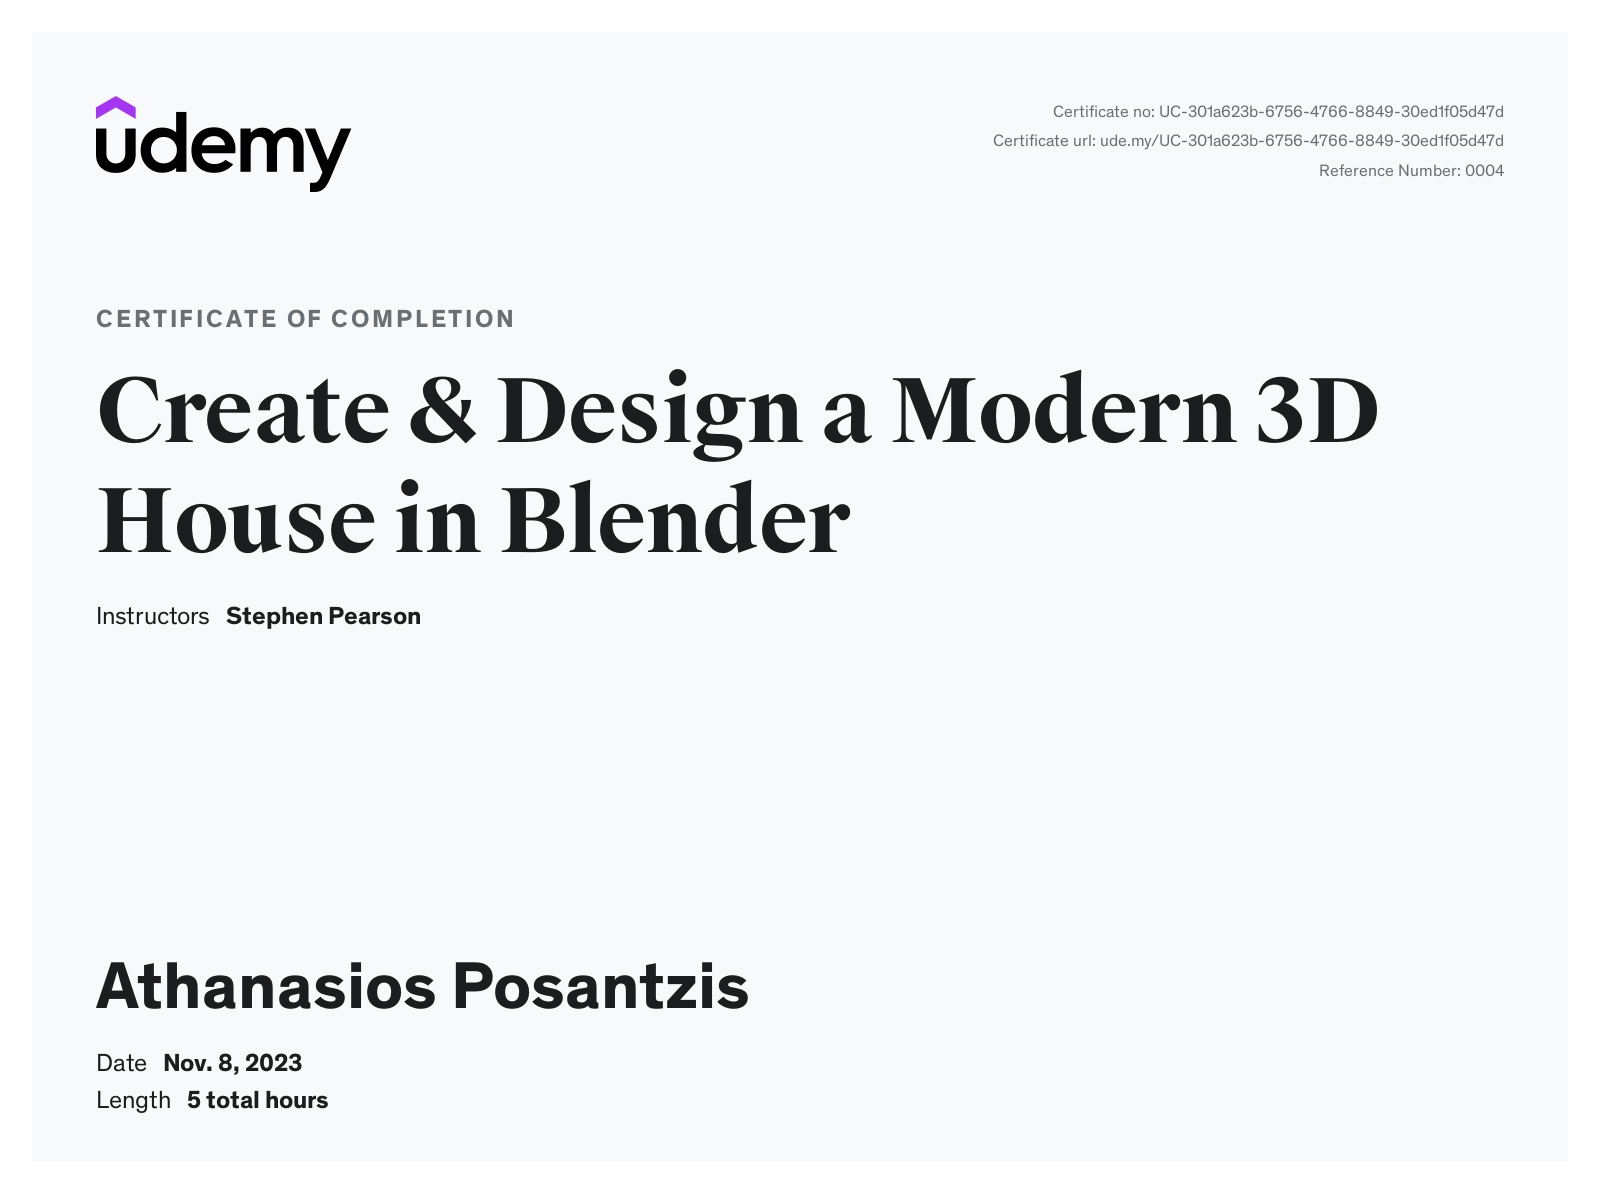 udemy
Certificate no: UC-301a623b-6756-4766-8849-30ed1f05d47d
Certificate url: ude.my/UC-301a623b-6756-4766-8849-30ed1f05d47d
Reference Number: 0004
CERTIFICATE OF COMPLETION
Create & Design a Modern 3D
House in Blender
Instructors Stephen Pearson
Athanasios Posantzis
Date Nov. 8, 2023
Length 5 total hours